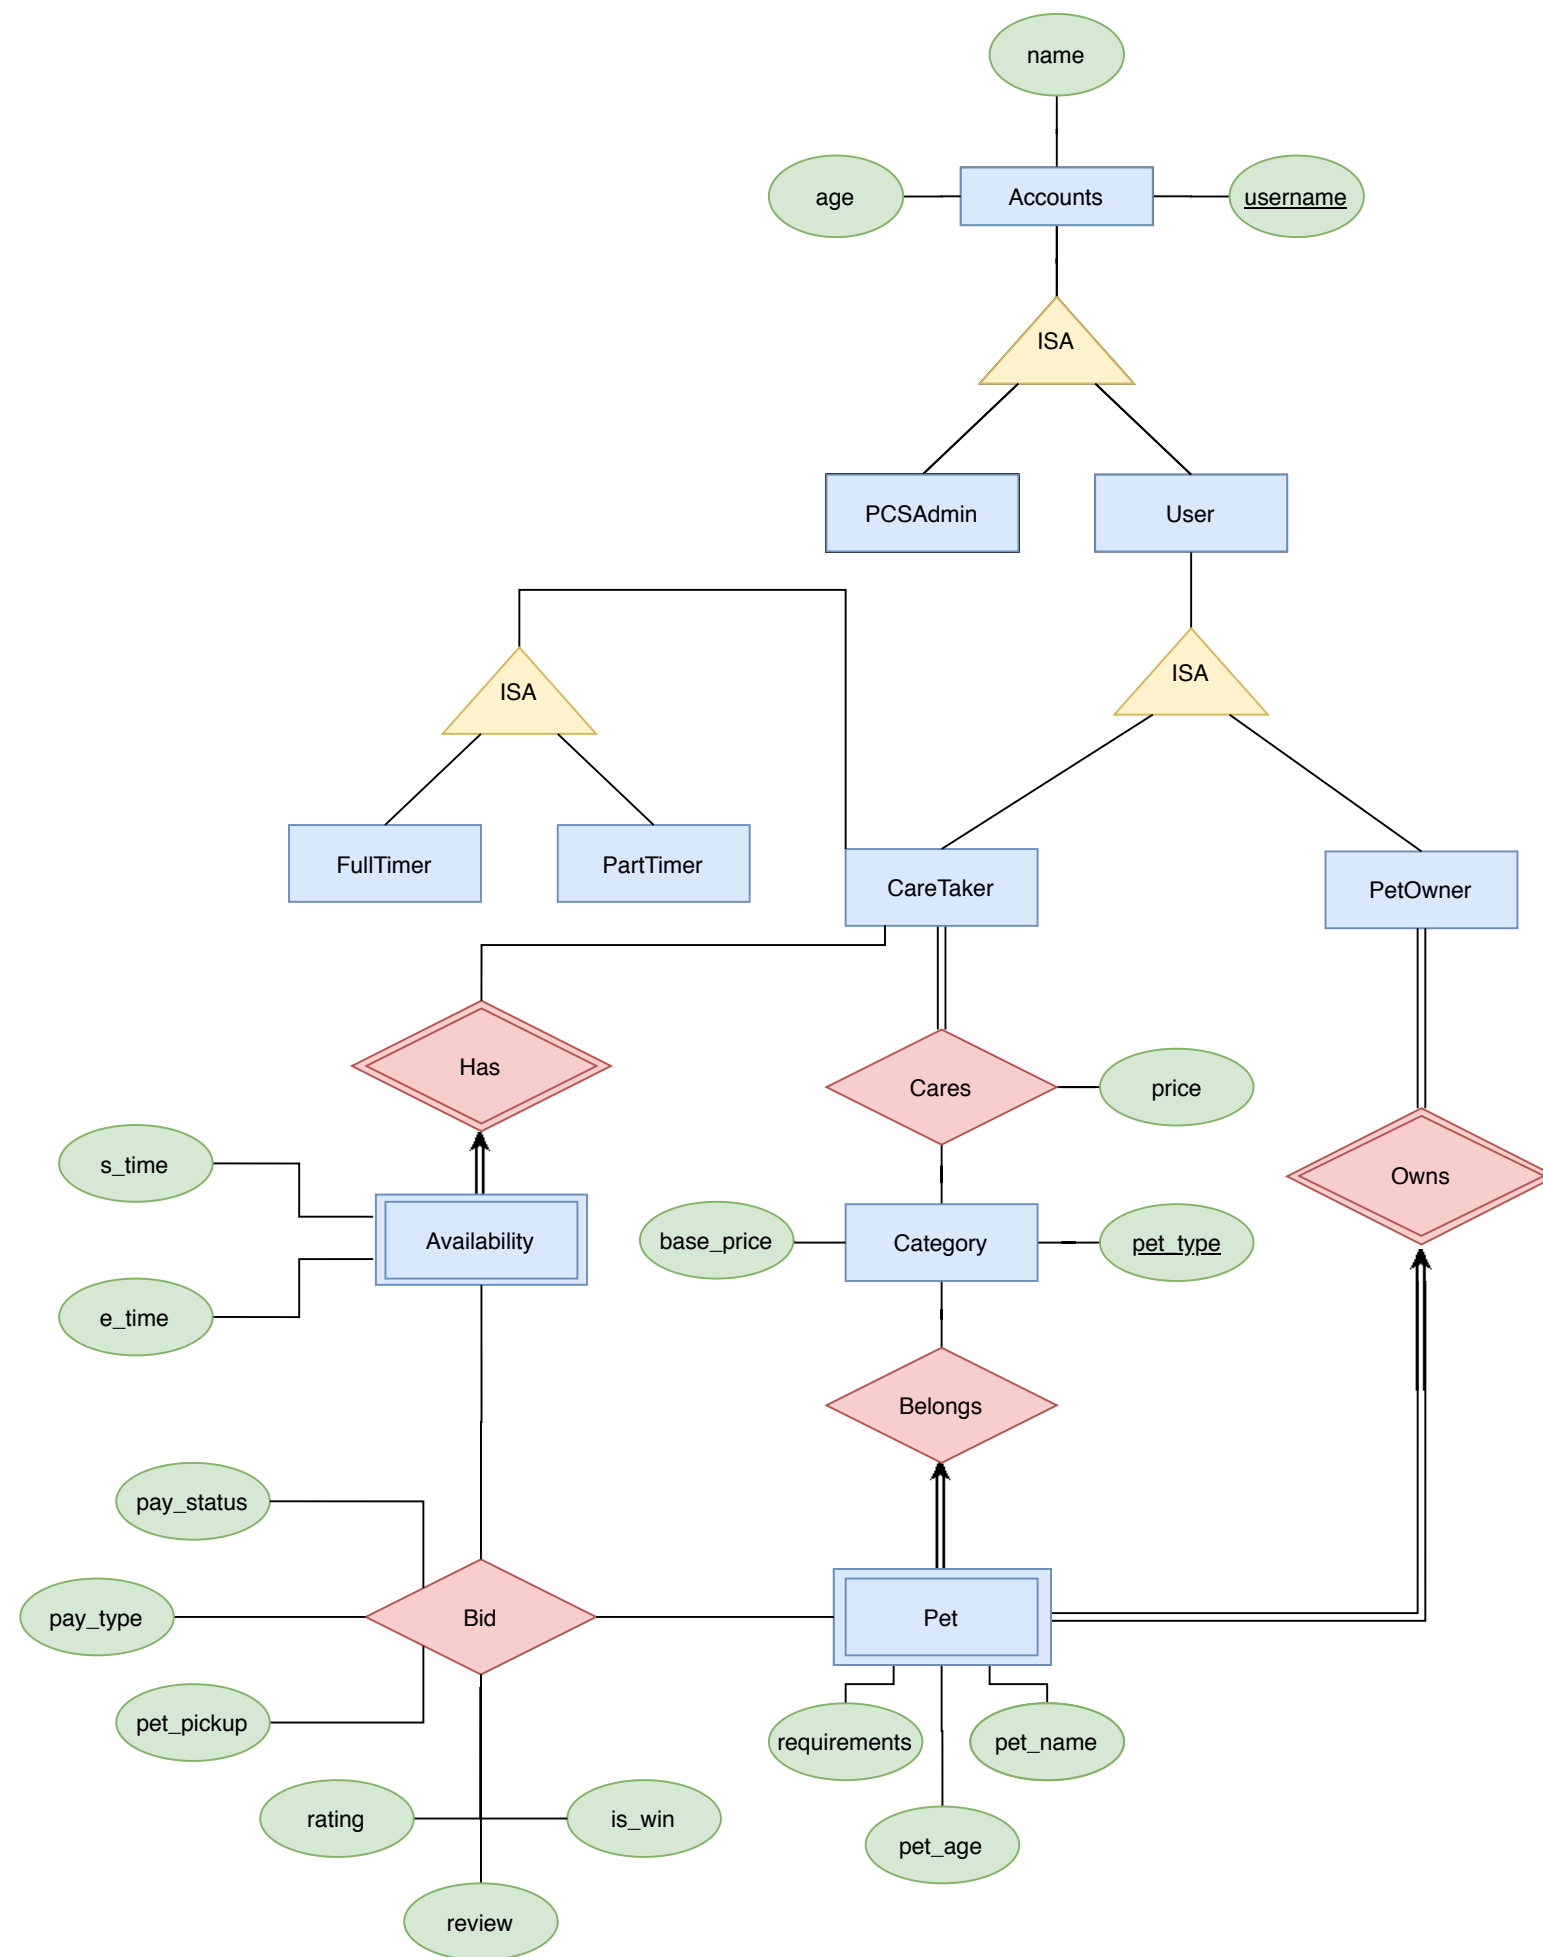 name
age
Accounts
username
ISA
PCSAdmin
User
ISA
ISA
FullTimer
PartTimer
CareTaker
PetOwner
Has
Cares
price
s_time
Owns
Availability
base_price
Category
pet_type
e_time
Belongs
pay_status
pay_type
Bid
Pet
pet_pickup
requirements
pet_name
rating
is_win
pet_age
review